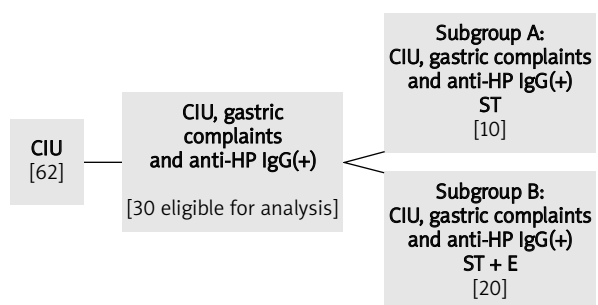 CIU
[62]
CIU, gastric
complaints
and anti-HP IgG(+)
[30 eligible for analysis]
Subgroup A:
CIU, gastric complaints
and anti-HP IgG(+)
ST
[10]
Subgroup B:
CIU, gastric complaints
and anti-HP IgG(+)
ST + E
[20]